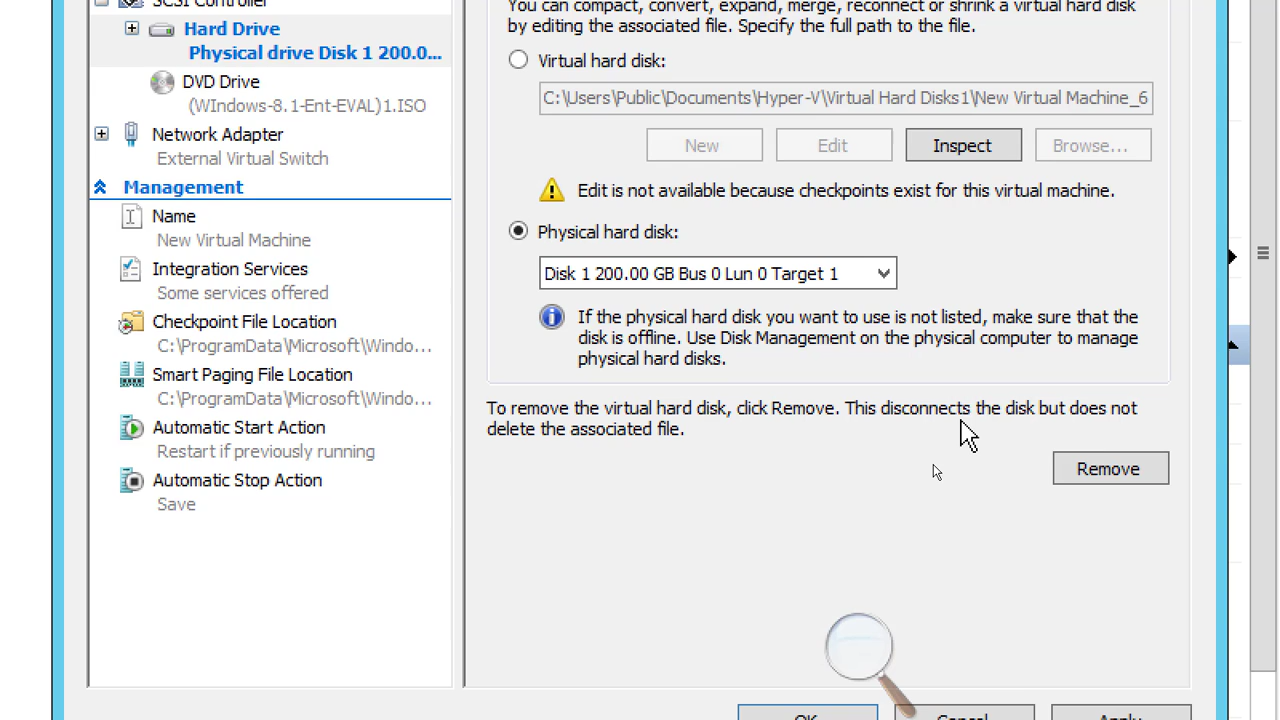 SCSI Controller
Hard Drive
Physical drive Disk 1 200.0...
DVD Drive
(WIndows-8.1-Ent-EVAL)1.ISO
Network Adapter
External Virtual Switch
Management
Name
New Virtual Machine
Integration Services
Some services offered
Checkpoint File Location
C:\ProgramData\Microsoft\Windo...
Smart Paging File Location
C:\ProgramData\Microsoft\Windo...
Automatic Start Action
Restart if previously running
Automatic Stop Action
Save
You can compact, convert, expand, merge, reconnect or shrink a virtual hard disk
by editing the associated file. Specify the full path to the file.
Virtual hard disk:
C:\Users\Public\Documents\Hyper-V\Virtual Hard Disks1\New Virtual Machine_6
New
Edit
Inspect
Browse...
Edit is not available because checkpoints exist for this virtual machine.
Physical hard disk:
Disk 1 200.00 GB Bus 0 Lun 0 Target 1
If the physical hard disk you want to use is not listed, make sure that the
disk is offline. Use Disk Management on the physical computer to manage
physical hard disks.
To remove the virtual hard disk, click Remove. This disconnects the disk but does not
delete the associated file.
Remove
OK
Cancel
Apply